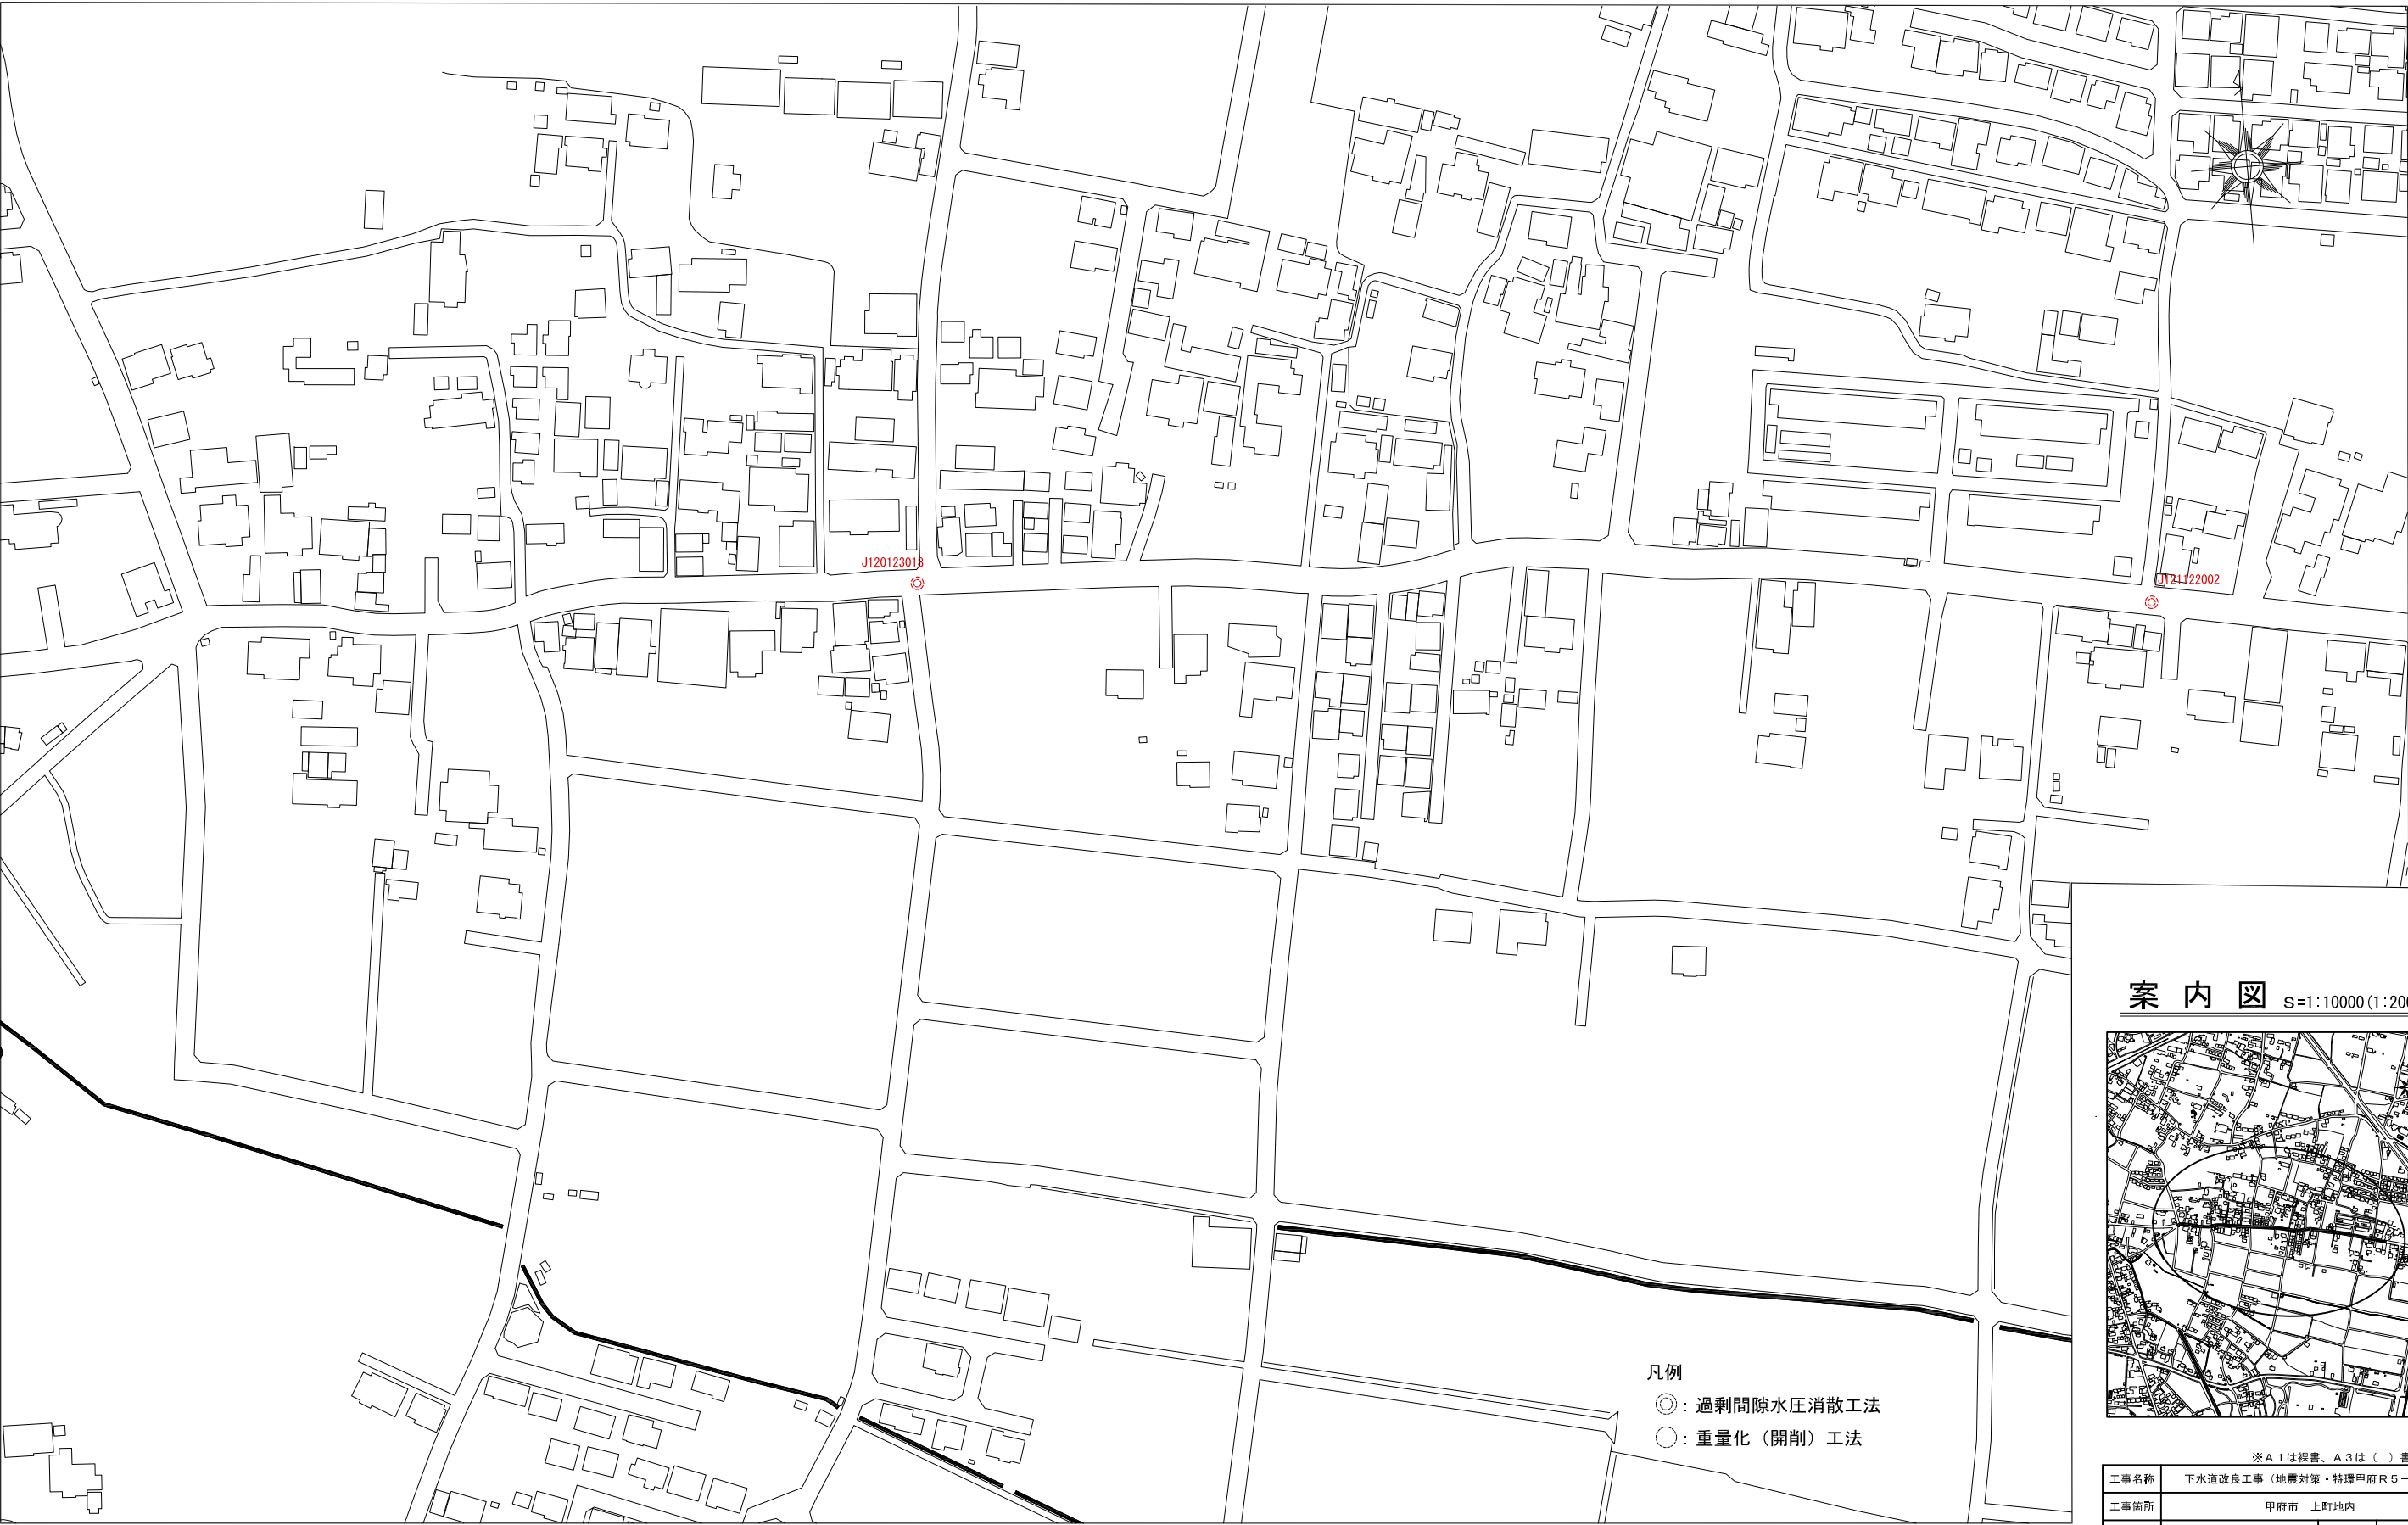 J120123018
J121122002
案 内 図 S=1:10000(1:200
凡例
◎：過剰間隙水圧消散工法
○：重量化（開削）工法
※Ａ１は裸書、Ａ３は（　）書
工事名称 下水道改良工事（地震対策・特環甲府Ｒ５－
工事箇所 甲府市　上町地内